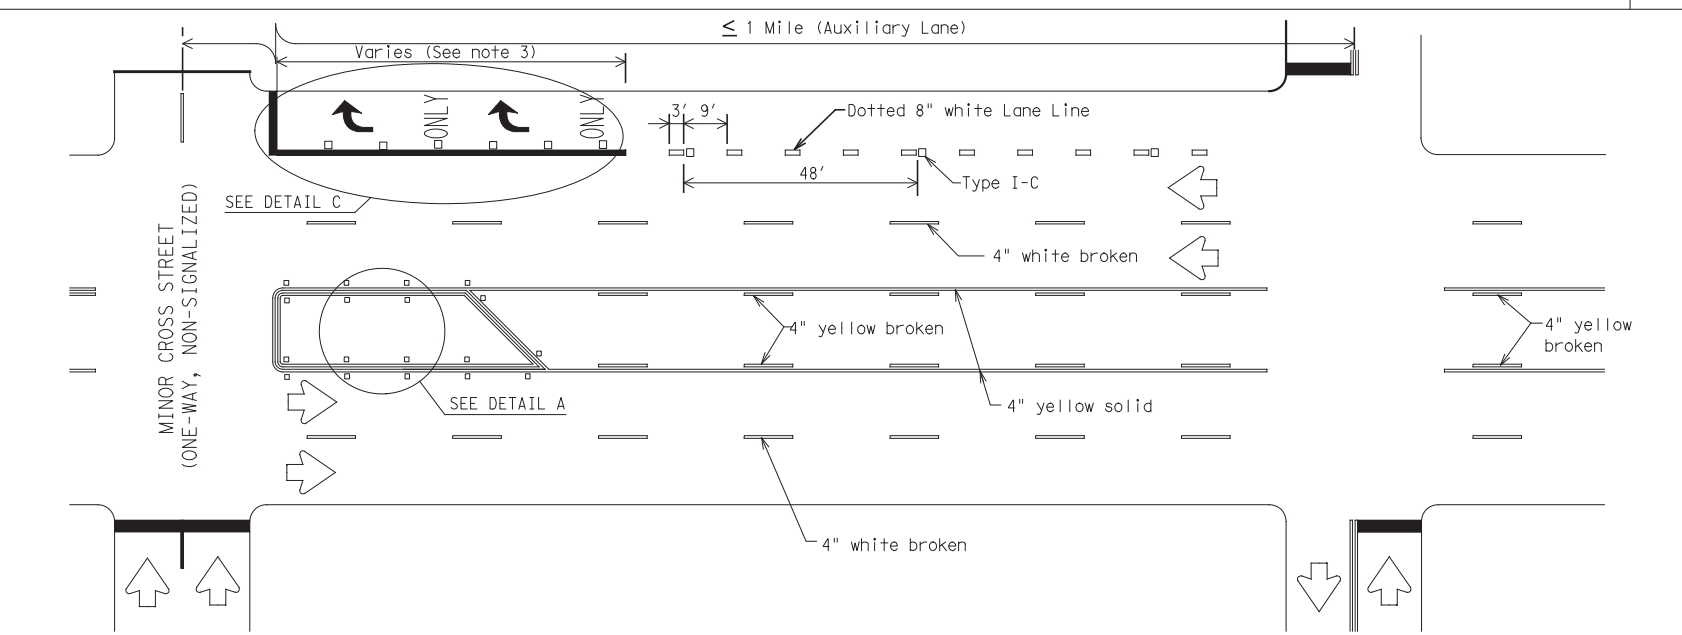 ≤ 1 Mile (Auxiliary Lane)
Varies (See note 3)
ONLY
ONLY
3' 9'
Dotted 8" white Lane Line
48'
Type I-C
SEE DETAIL C
MINOR CROSS STREET
(ONE-WAY, NON-SIGNALIZED)
4" white broken
4" yellow broken
4" yellow
broken
SEE DETAIL A
4" yellow solid
4" white broken